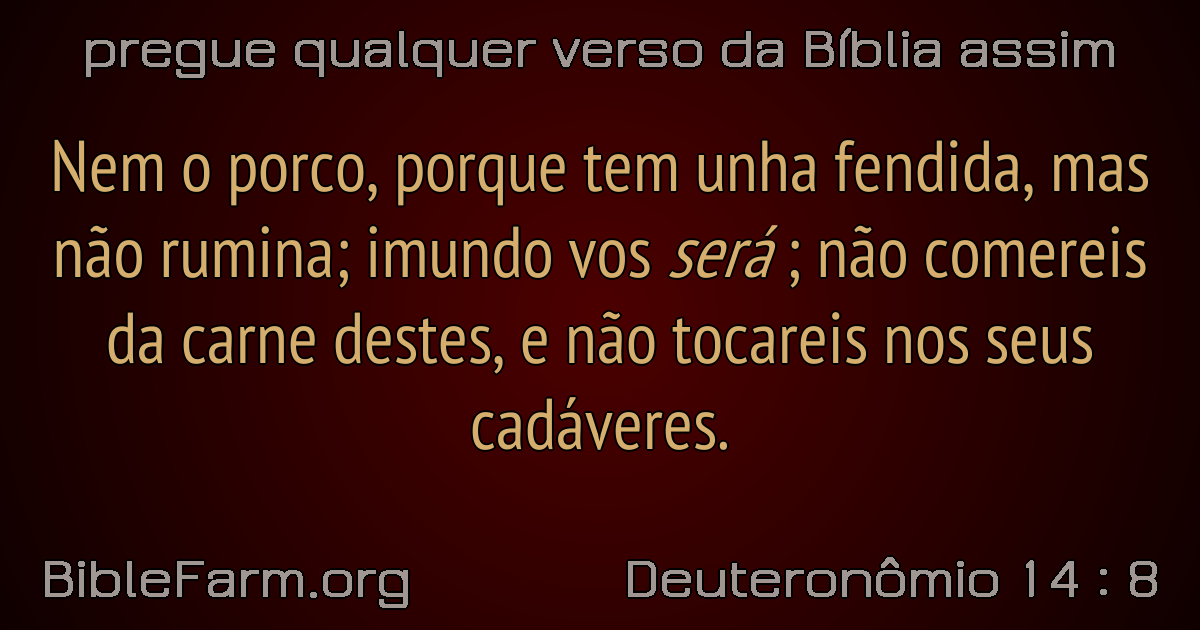 pregue qualquer verso da Bíblia assim
Nem o porco, porque tem unha fendida, mas
não rumina; imundo vos será ; não comereis
da carne destes, e não tocareis nos seus
cadáveres.
BibleFarm.org
Deuteronômio 14 : 8